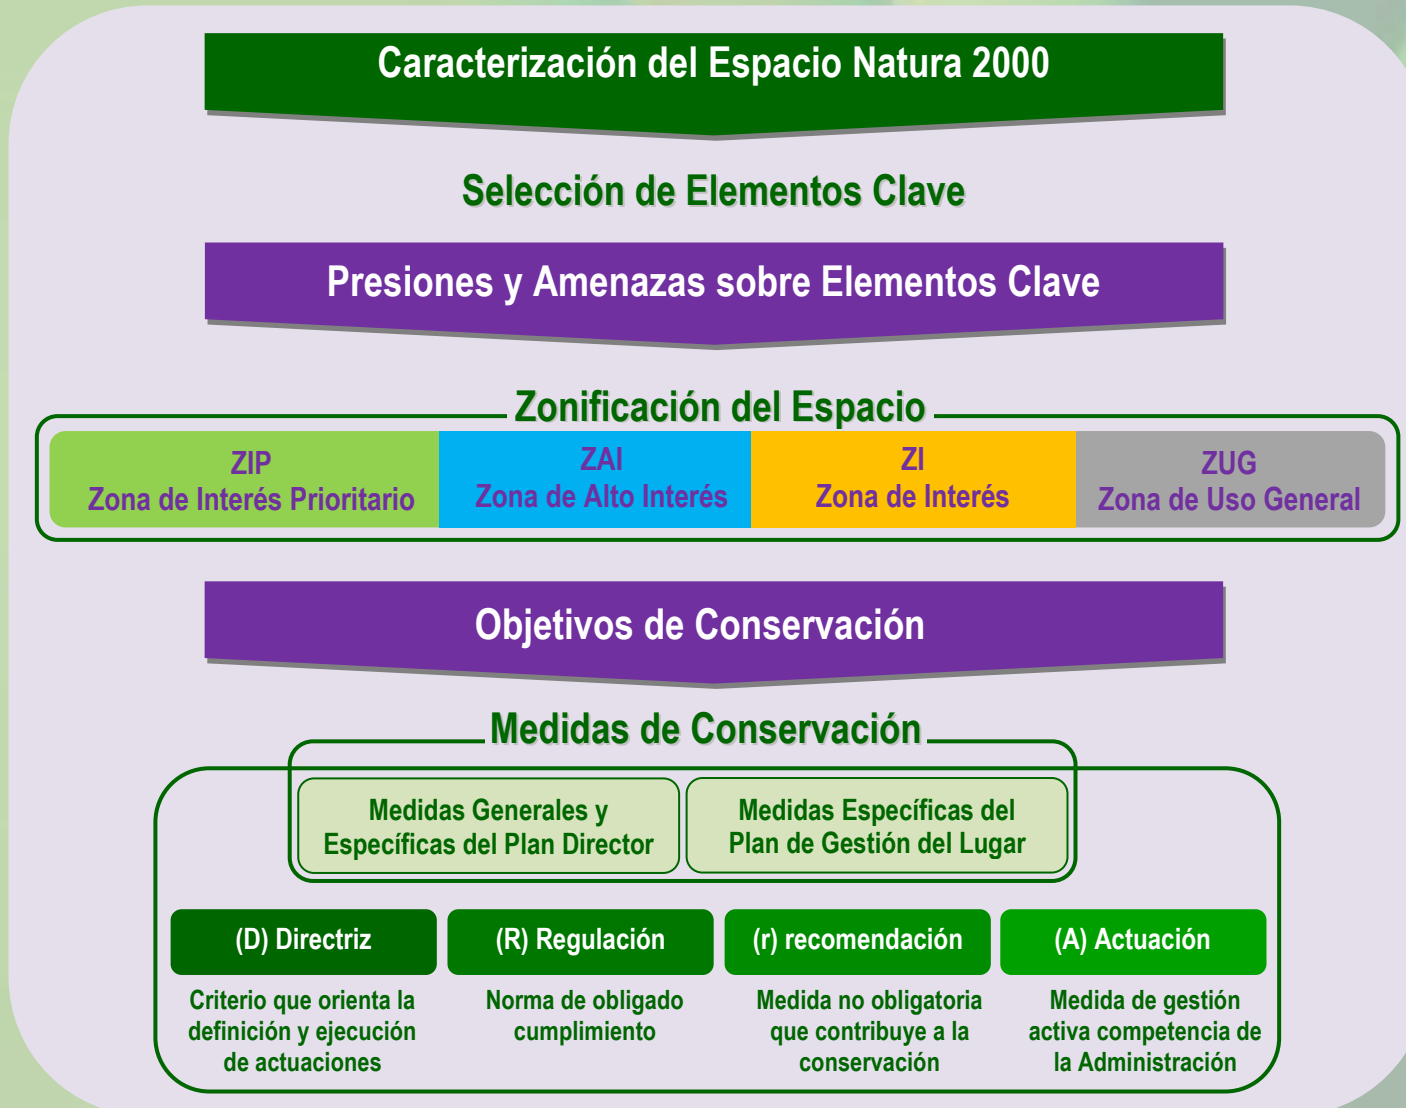 Caracterización del Espacio Natura 2000
Selección de Elementos Clave
Presiones y Amenazas sobre Elementos Clave
Zonificación del Espacio
ZIP
Zona de Interés Prioritario
ZAI
Zona de Alto Interés
ZI
Zona de Interés
ZUG
Zona de Uso General
Objetivos de Conservación
Medidas de Conservación
Medidas Generales y
Específicas del Plan Director
Medidas Específicas del
Plan de Gestión del Lugar
(D) Directriz
Criterio que orienta la
definición y ejecución
de actuaciones
(R) Regulación
Norma de obligado
cumplimiento
(r) recomendación
Medida no obligatoria
que contribuye a la
conservación
(A) Actuación
Medida de gestión
activa competencia de
la Administración